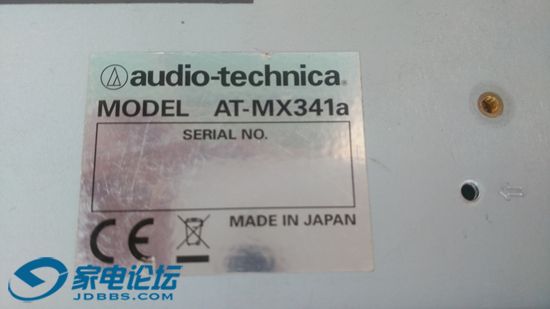 audio-technica®
MODEL AT-MX341a
SERIAL NO.
CE
MADE IN JAPAN
家电论坛
JDBBS.COM